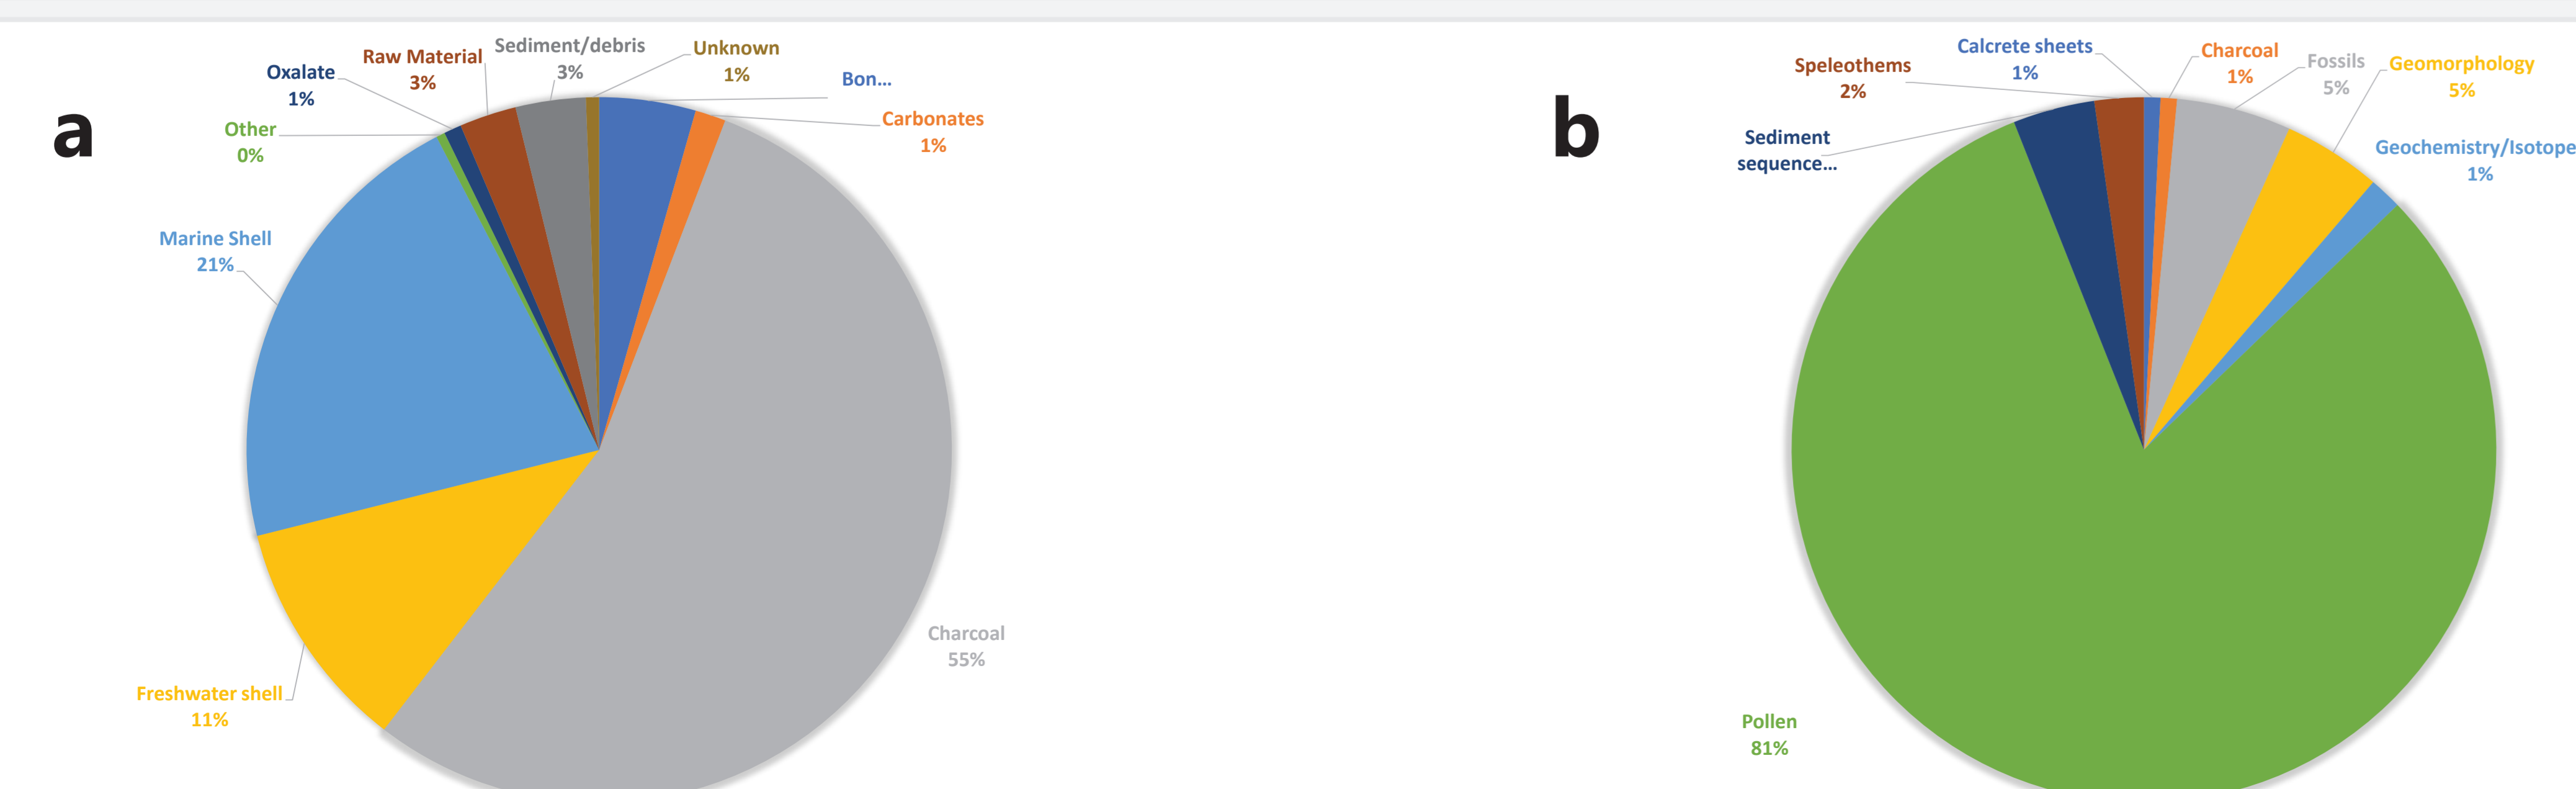 a
Oxalate
1%
Raw Material
3%
Sediment/debris
3%
Unknown
1%
Bon...
Carbonates
1%
Other
0%
Marine Shell
21%
Charcoal
55%
Freshwater shell
11%
b
Speleothems
2%
Calcrete sheets
1%
Charcoal
1%
Fossils
5%
Geomorphology
5%
Sediment
sequence...
Geochemistry/Isotope
1%
Pollen
81%